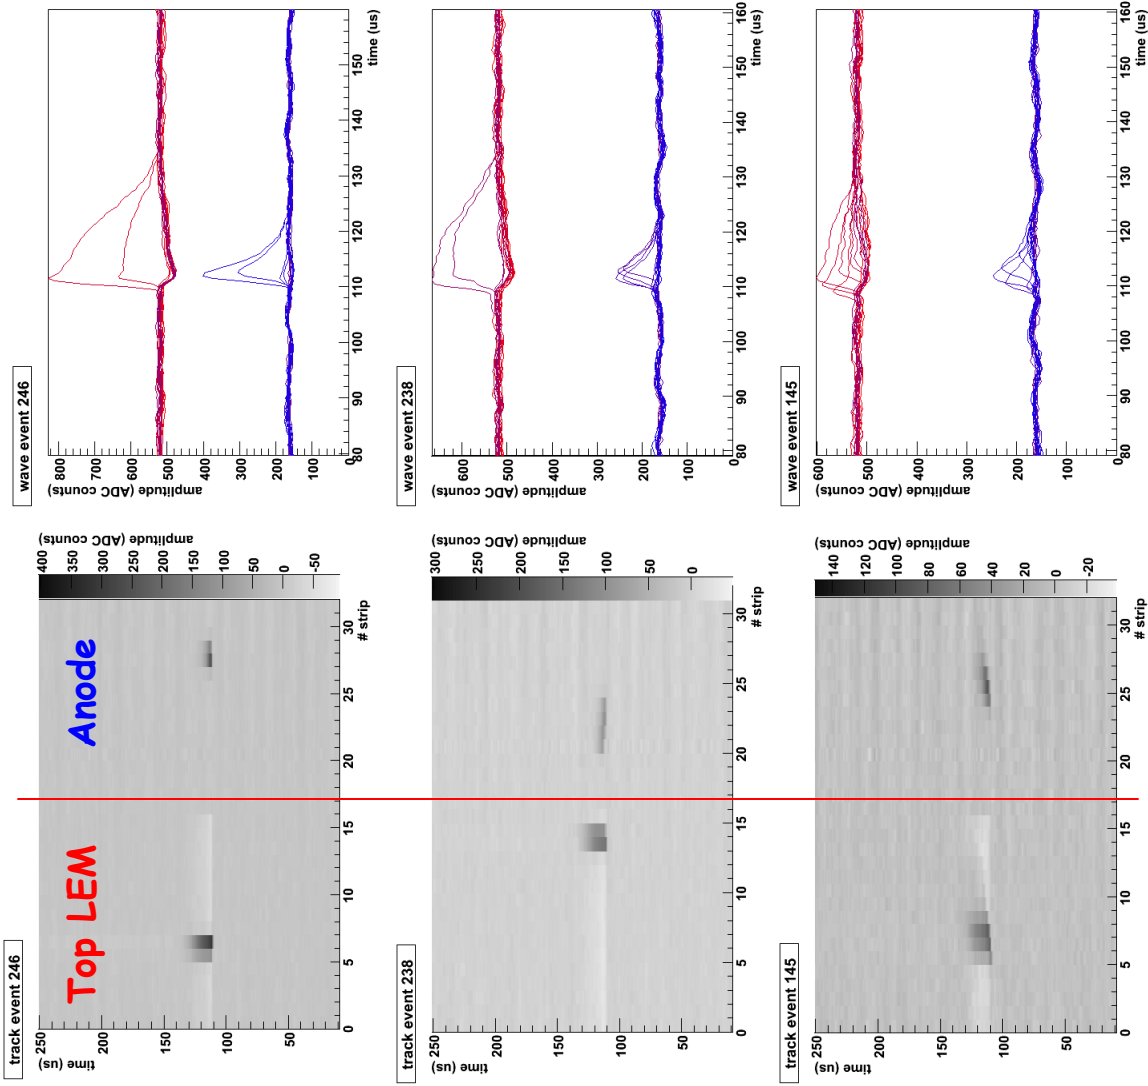 track event 246
time (us)
250
200
150
100
50
Top LEM
Anode
0 5 10 15 20 25 30
# strip
amplitude (ADC counts)
400
350
300
250
200
150
100
50
0
-50
wave event 246
amplitude (ADC counts)
800
700
600
500
400
300
200
100
0
80 90 100 110 120 130 140 150
time (us)
track event 238
time (us)
250
200
150
100
50
0 5 10 15 20 25 30
# strip
amplitude (ADC counts)
300
250
200
150
100
50
0
wave event 238
amplitude (ADC counts)
600
500
400
300
200
100
0
80 90 100 110 120 130 140 150 160
time (us)
track event 145
time (us)
250
200
150
100
50
0 5 10 15 20 25 30
# strip
amplitude (ADC counts)
140
120
100
80
60
40
20
0
-20
wave event 145
amplitude (ADC counts)
600
500
400
300
200
100
0
80 90 100 110 120 130 140 150 160
time (us)